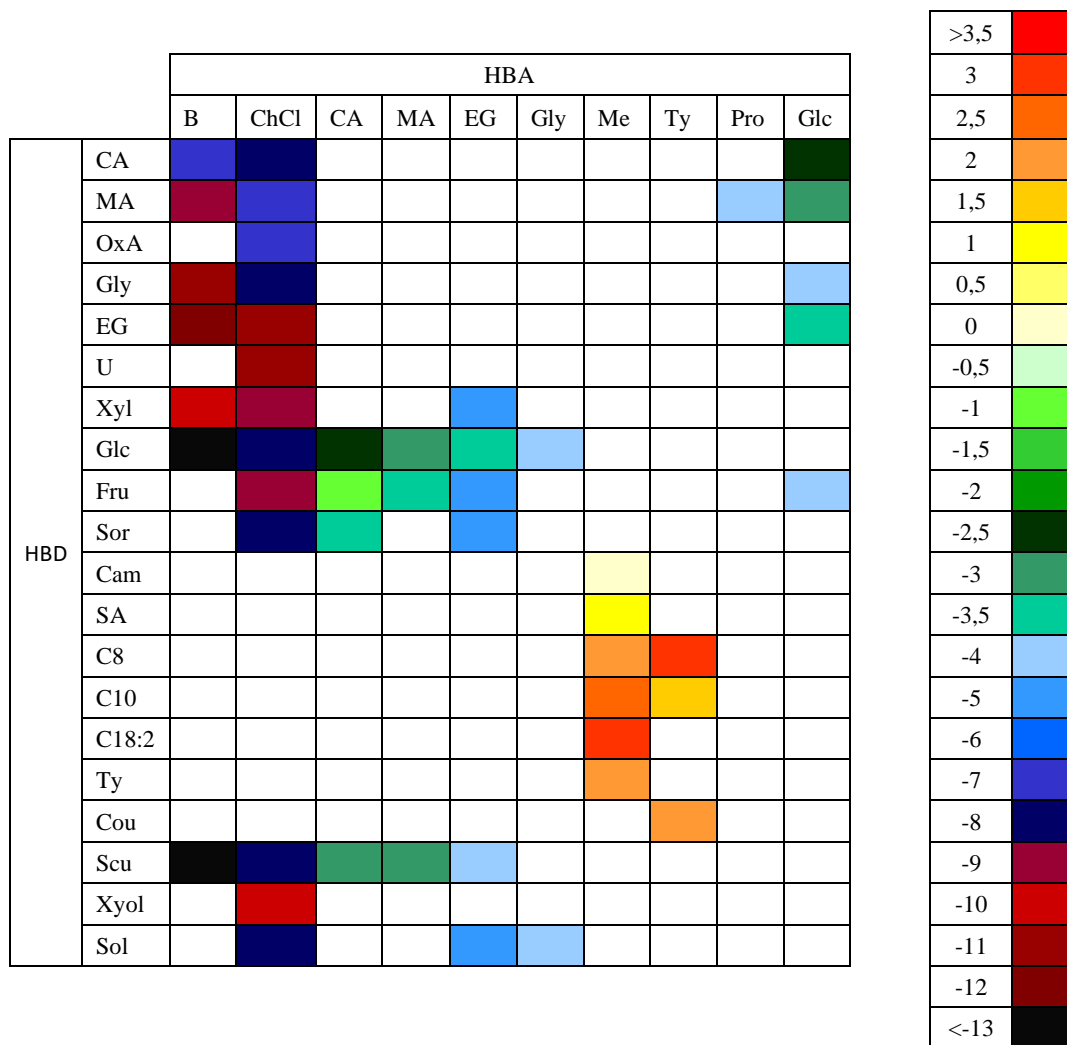 HBA
B ChCl CA MA EG Gly Me Ty Pro Glc
HBD
CA
MA
OxA
Gly
EG
U
Xyl
Glc
Fru
Sor
Cam
SA
C8
C10
C18:2
Ty
Cou
Scu
Xyol
Sol
>3,5
3
2,5
2
1,5
1
0,5
0
-0,5
-1
-1,5
-2
-2,5
-3
-3,5
-4
-5
-6
-7
-8
-9
-10
-11
-12
<-13